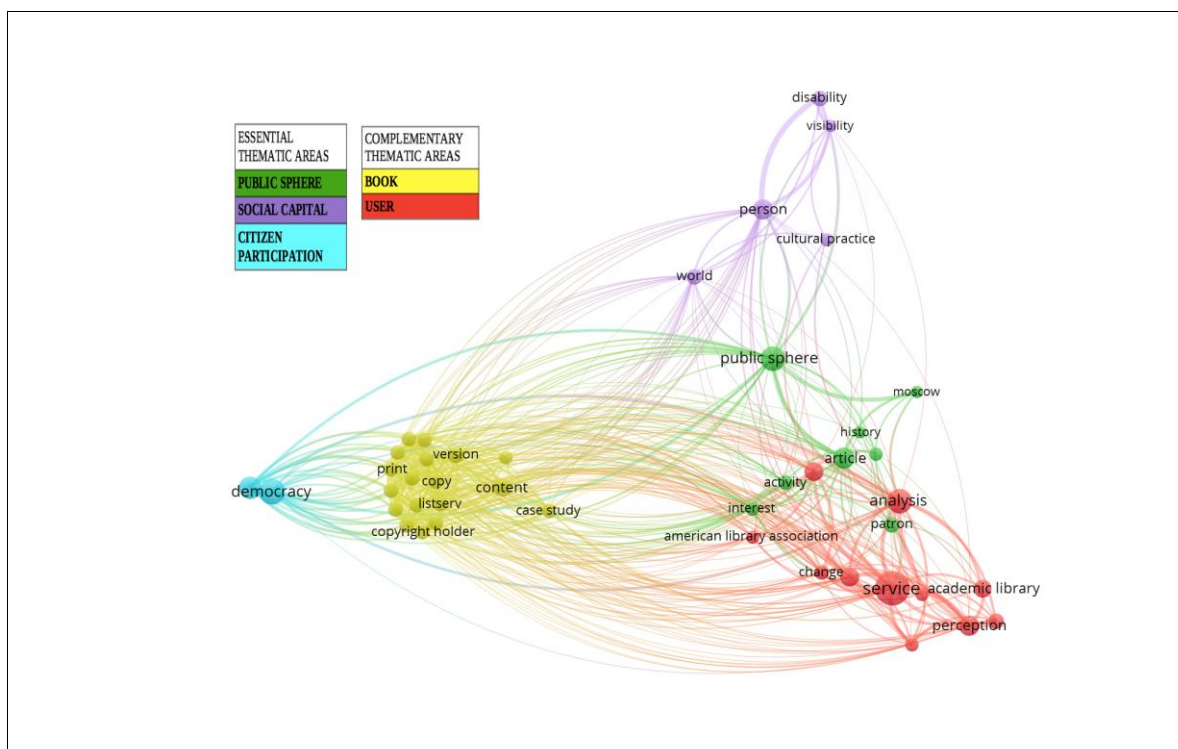 ESSENTIAL
THEMATIC AREAS
PUBLIC SPHERE
SOCIAL CAPITAL
CITIZEN
PARTICIPATION
COMPLEMENTARY
THEMATIC AREAS
BOOK
USER
disability
visibility
person
cultural practice
world
public sphere
moscow
history
article
activity
interest
american library association
analysis
patron
change
service
academic library
perception
democracy
version
print
copy
content
listserv
case study
copyright holder